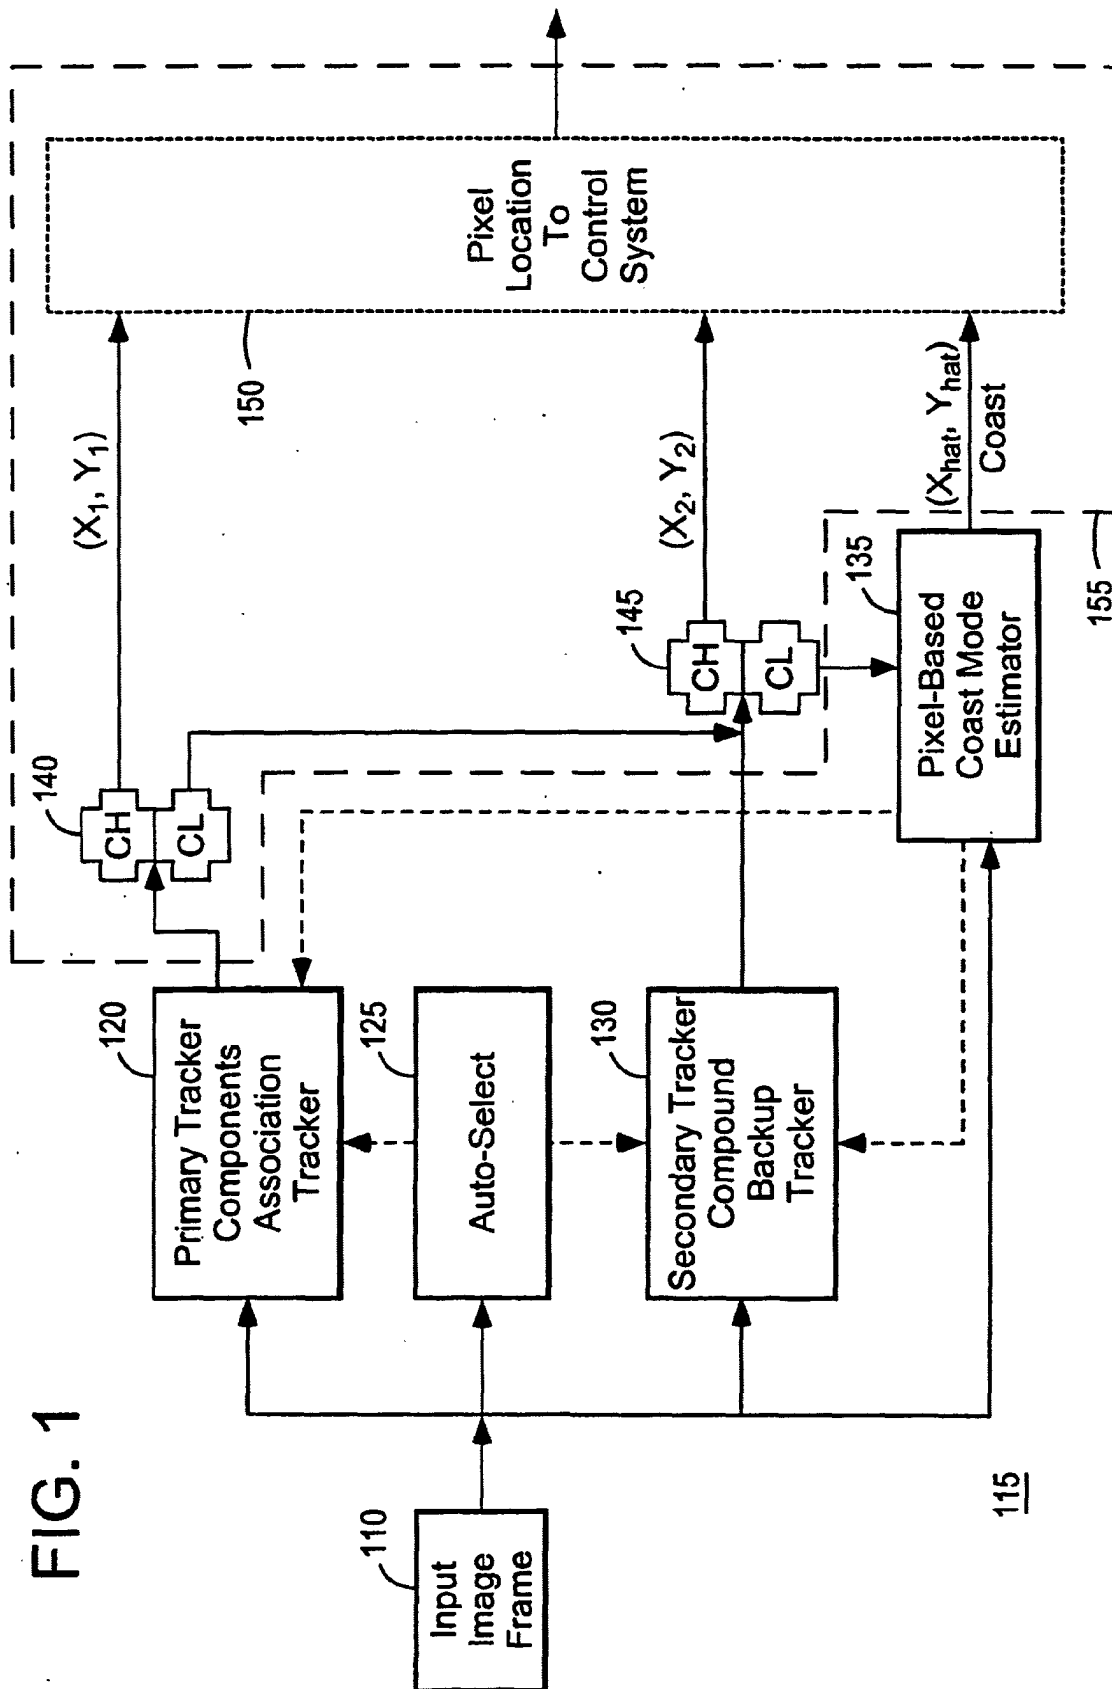 FIG. 1
110
Input
Image
Frame
115
120
Primary Tracker
Components
Association
Tracker
125
Auto-Select
130
Secondary Tracker
Compound
Backup
Tracker
135
Pixel-Based
Coast Mode
Estimator
140
CH
CL
145
CH
CL
(X1, Y1)
(X2, Y2)
(Xhat, Yhat)
Coast
150
Pixel
Location
To
Control
System
155